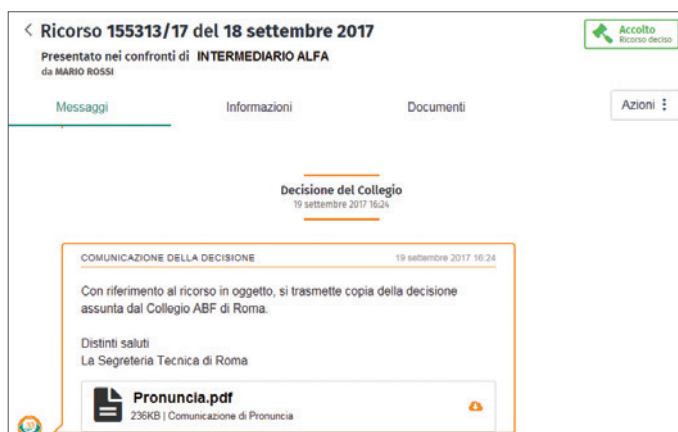 Ricorso 155313/17 del 18 settembre 2017
Accolto
Ricorso deciso
Presentato nei confronti di INTERMEDIARIO ALFA
da MARIO ROSSI
Messaggi Informazioni Documenti Azioni
Decisione del Collegio
19 settembre 2017 16:24
COMUNICAZIONE DELLA DECISIONE 19 settembre 2017 16:24
Con riferimento al ricorso in oggetto, si trasmette copia della decisione
assunta dal Collegio ABF di Roma.
Distinti saluti
La Segreteria Tecnica di Roma
Pronuncia.pdf
236KB | Comunicazione di Pronuncia